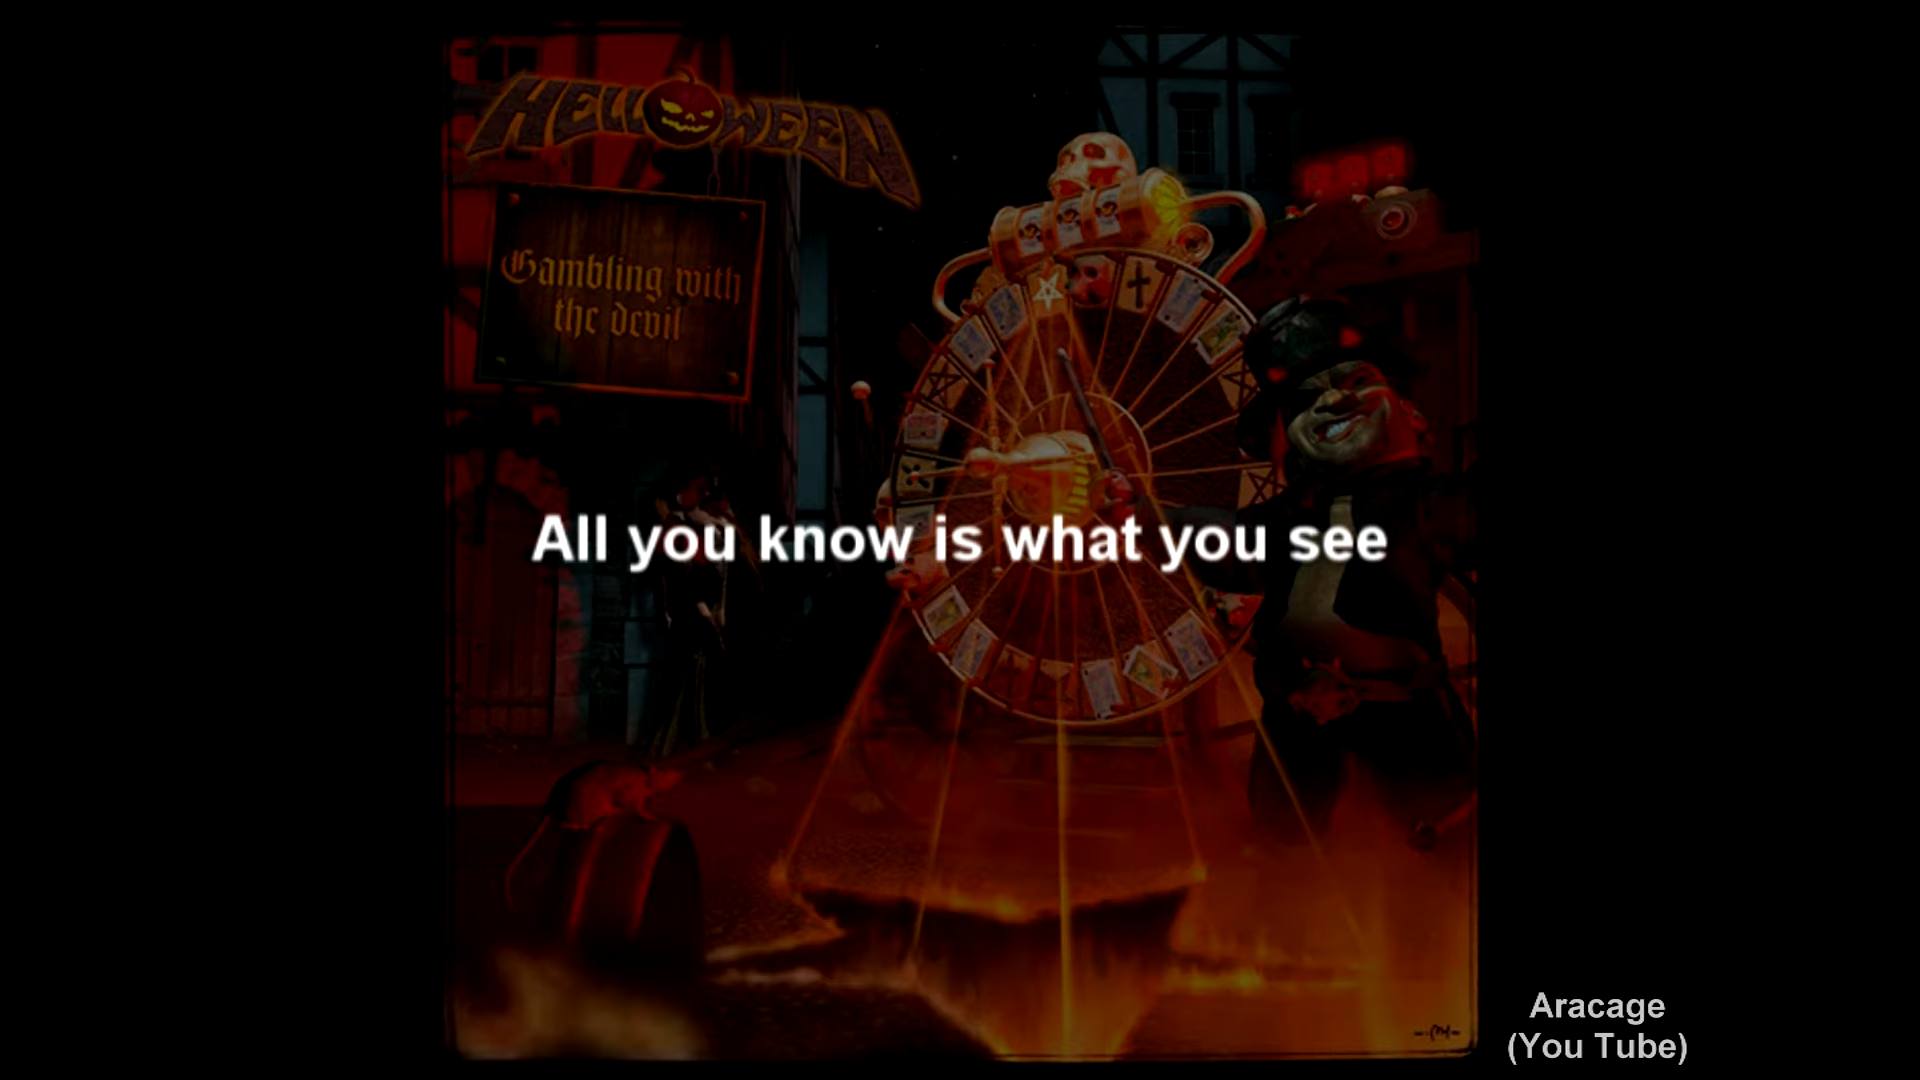 HELLOWEEN
Gambling with
the devil
All you know is what you see
Aracage
(You Tube)